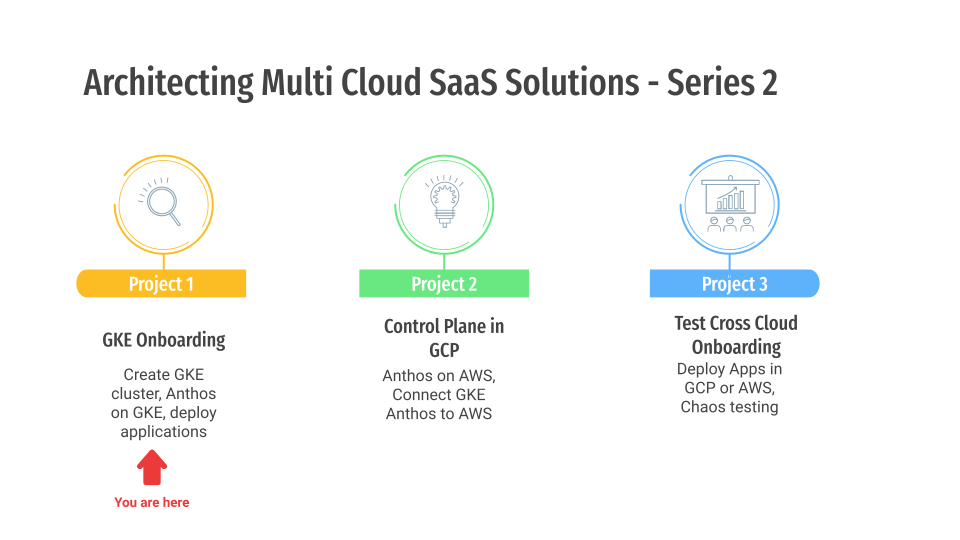 Architecting Multi Cloud SaaS Solutions - Series 2
Project 1
GKE Onboarding
Create GKE
cluster, Anthos
on GKE, deploy
applications
You are here
Project 2
Control Plane in
GCP
Anthos on AWS,
Connect GKE
Anthos to AWS
Project 3
Test Cross Cloud
Onboarding
Deploy Apps in
GCP or AWS,
Chaos testing